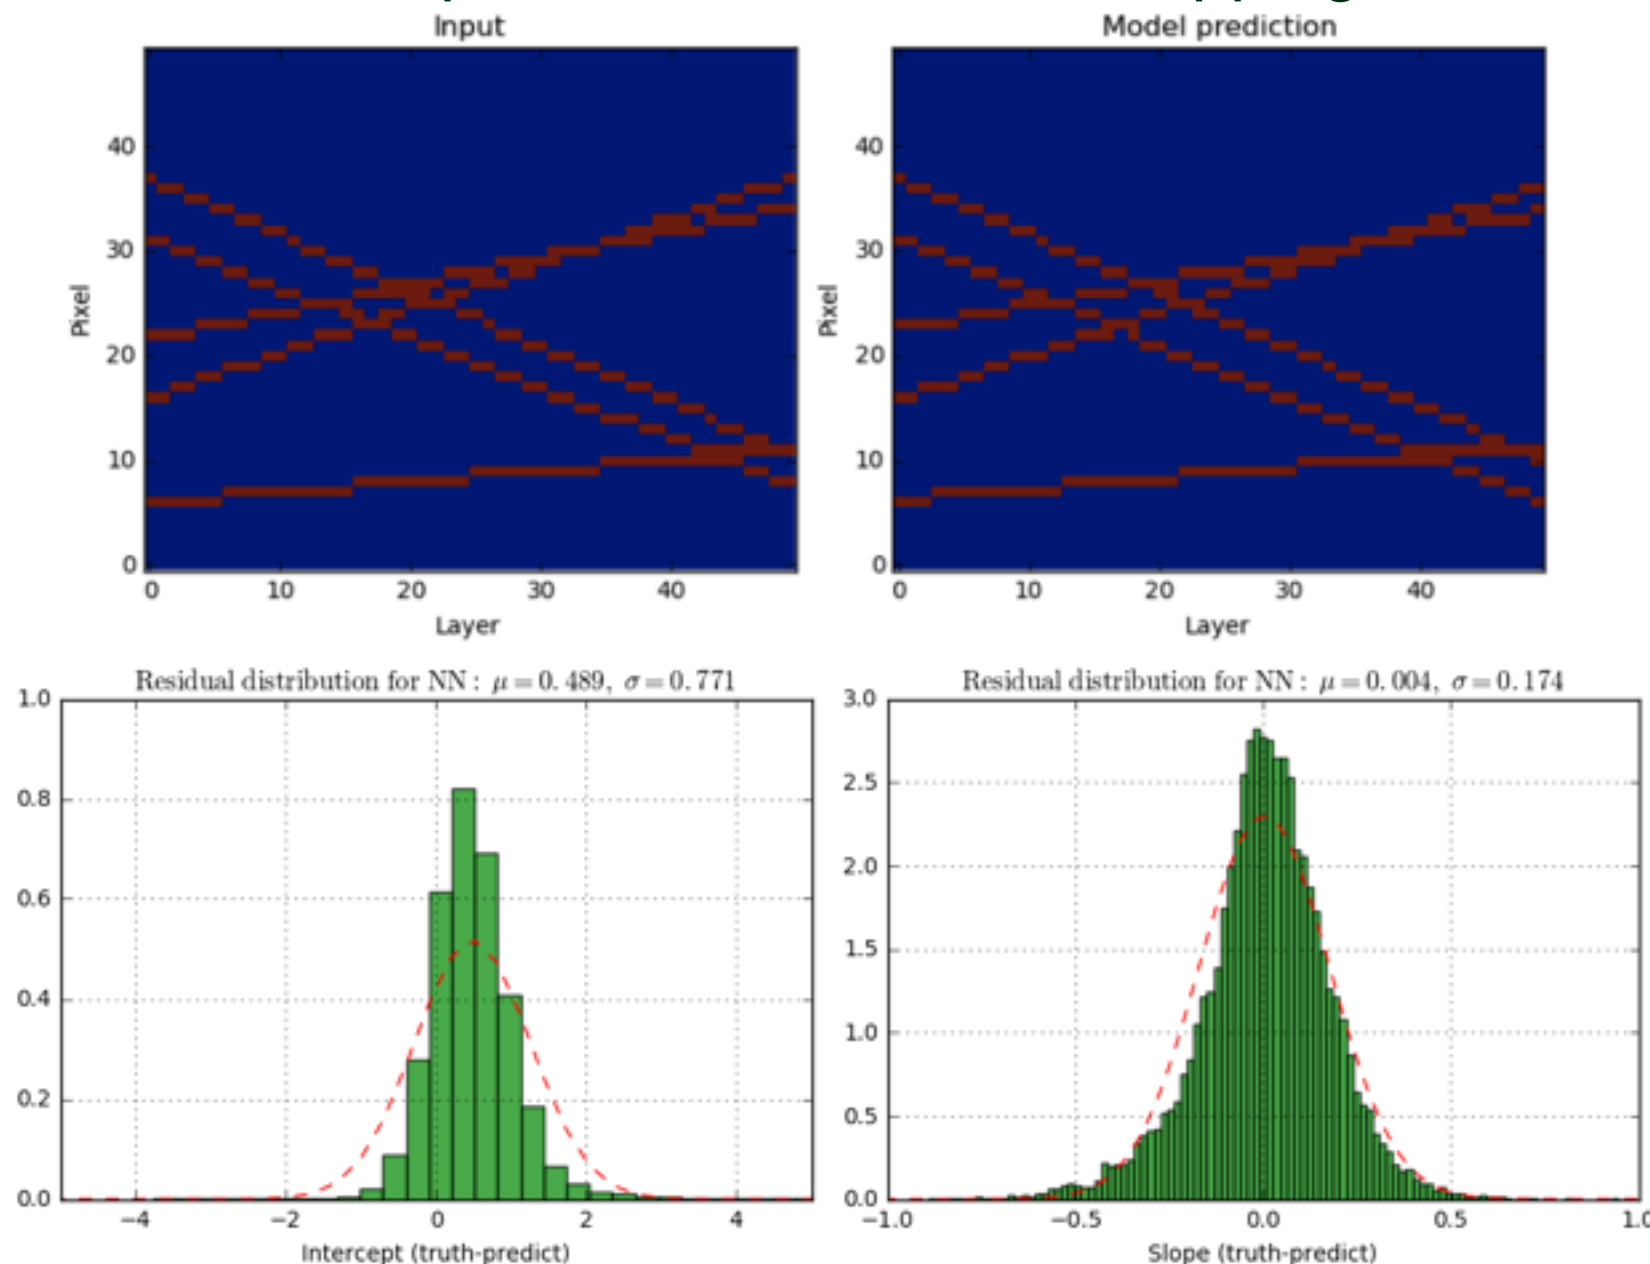 Input
Model prediction
40
30
20
10
0
Pixel
0 10 20 30 40
Layer
40
30
20
10
0
Pixel
0 10 20 30 40
Layer
Residual distribution for NN : μ = 0.489, σ = 0.771
1.0
0.8
0.6
0.4
0.2
0.0
−4 −2 0 2 4
Intercept (truth-predict)
Residual distribution for NN : μ = 0.004, σ = 0.174
3.0
2.5
2.0
1.5
1.0
0.5
0.0
−1.0 −0.5 0.0 0.5 1.0
Slope (truth-predict)